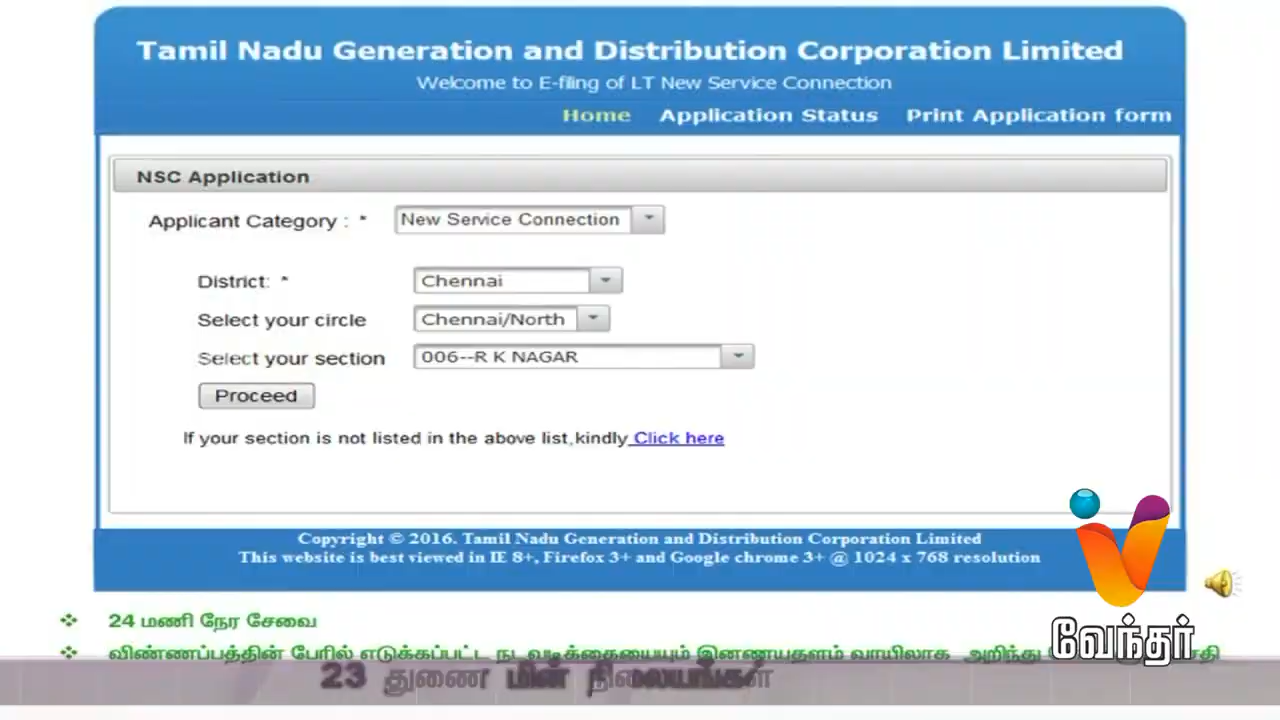 Tamil Nadu Generation and Distribution Corporation Limited
Welcome to E-filing of LT New Service Connection
Home Application Status Print Application form
NSC Application
Applicant Category : * New Service Connection
District: * Chennai
Select your circle Chennai/North
Select your section 006--R K NAGAR
Proceed
If your section is not listed in the above list,kindly Click here
Copyright © 2016. Tamil Nadu Generation and Distribution Corporation Limited
This website is best viewed in IE 8+, Firefox 3+ and Google chrome 3+ @ 1024 x 768 resolution
வேந்தர்
24 மணி நேர சேவை
விண்ணப்பத்தின் பேரில் எடுக்கப்பட்ட நடவடிக்கையையும் இணையதளம் வாயிலாக அறிந்து
23 துணை மின் நிலையங்கள்